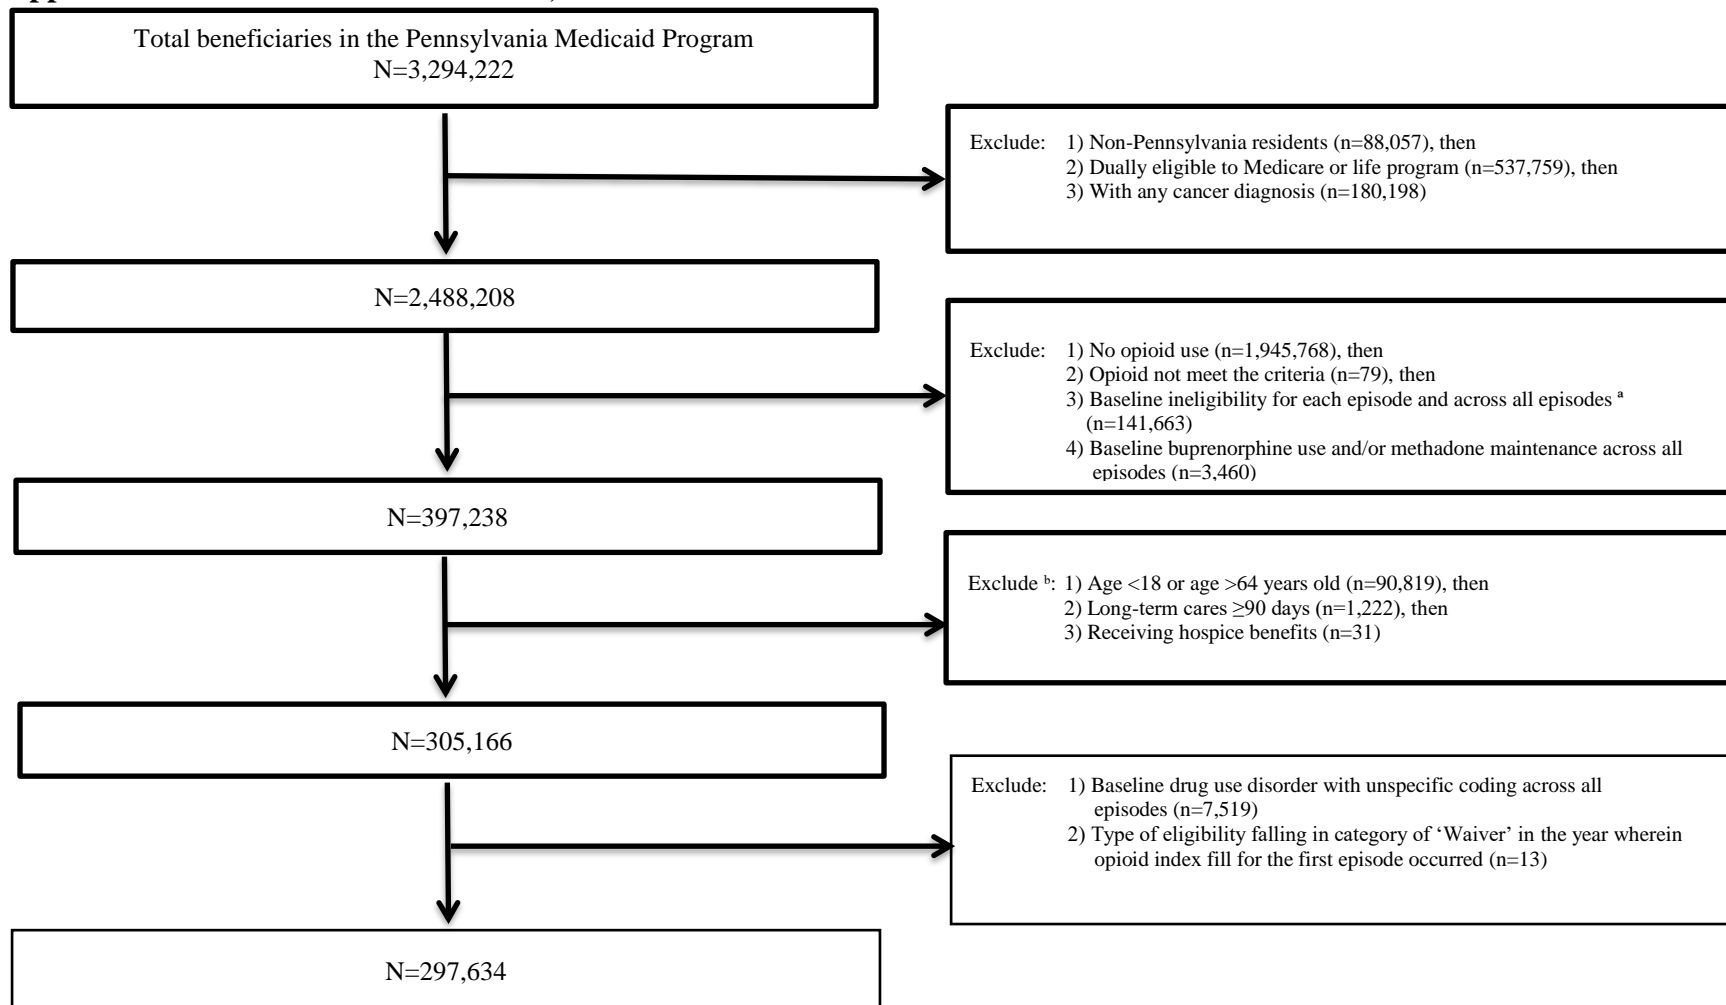 Total beneficiaries in the Pennsylvania Medicaid Program
N=3,294,222
Exclude: 1) Non-Pennsylvania residents (n=88,057), then
2) Dually eligible to Medicare or life program (n=537,759), then
3) With any cancer diagnosis (n=180,198)
N=2,488,208
Exclude: 1) No opioid use (n=1,945,768), then
2) Opioid not meet the criteria (n=79), then
3) Baseline ineligibility for each episode and across all episodes ª
(n=141,663)
4) Baseline buprenorphine use and/or methadone maintenance across all
episodes (n=3,460)
N=397,238
Exclude ᵇ: 1) Age <18 or age >64 years old (n=90,819), then
2) Long-term cares ≥90 days (n=1,222), then
3) Receiving hospice benefits (n=31)
N=305,166
Exclude: 1) Baseline drug use disorder with unspecific coding across all
episodes (n=7,519)
2) Type of eligibility falling in category of ‘Waiver’ in the year wherein
opioid index fill for the first episode occurred (n=13)
N=297,634